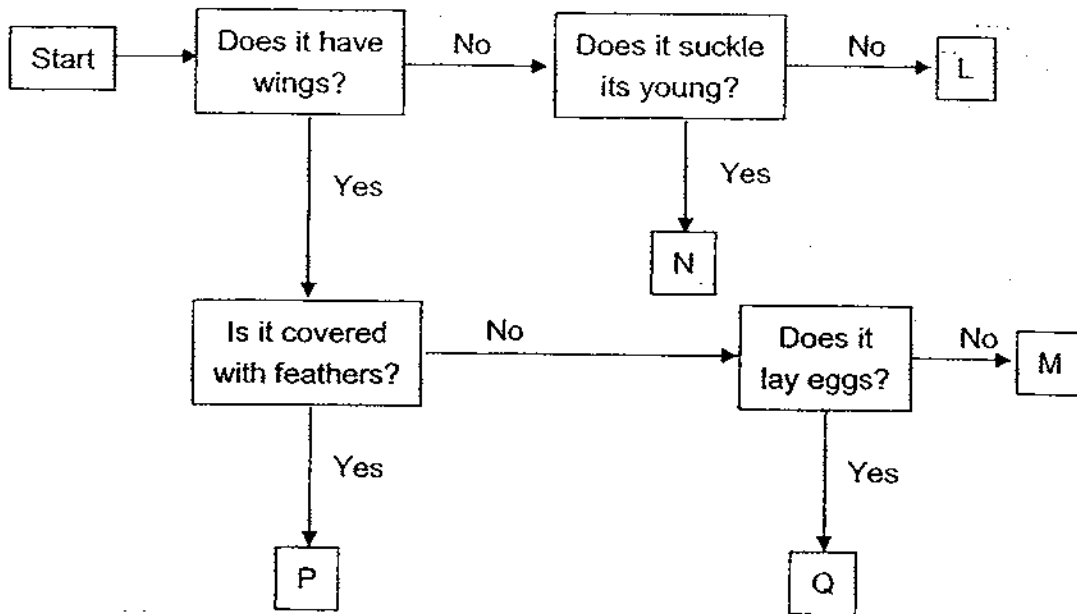 Start
Does it have
wings?
No
Does it suckle
its young?
No
L
Yes
Yes
N
Is it covered
with feathers?
No
Does it
lay eggs?
No
M
Yes
Yes
P
Q